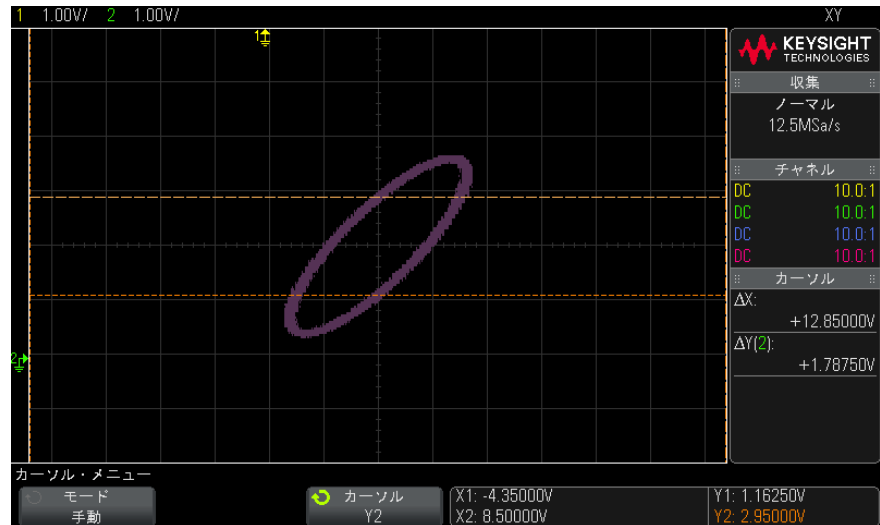 1 1.00V/ 2 1.00V/ XY
1
KEYSIGHT
TECHNOLOGIES
収集
ノーマル
12.5MSa/s
チャネル
DC 10.0:1
DC 10.0:1
DC 10.0:1
DC 10.0:1
カーソル
ΔX:
+12.85000V
ΔY(2):
+1.78750V
2
カーソル・メニュー
モード
手動
カーソル
Y2
X1: -4.35000V
X2: 8.50000V
Y1: 1.16250V
Y2: 2.95000V